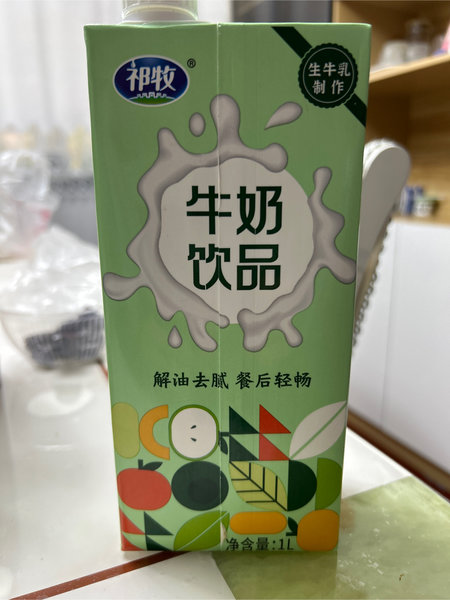 祁牧®
生牛乳
制作
牛奶
饮品
解油去腻 餐后轻畅
净含量:1L